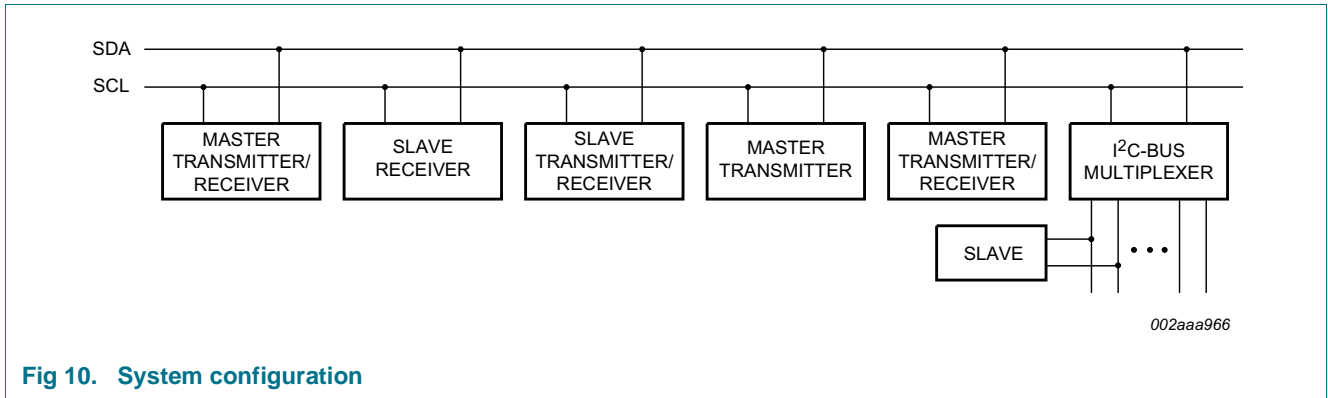 SDA
SCL
MASTER
TRANSMITTER/
RECEIVER
SLAVE
RECEIVER
SLAVE
TRANSMITTER/
RECEIVER
MASTER
TRANSMITTER
MASTER
TRANSMITTER/
RECEIVER
I²C-BUS
MULTIPLEXER
SLAVE
002aaa966
Fig 10. System configuration